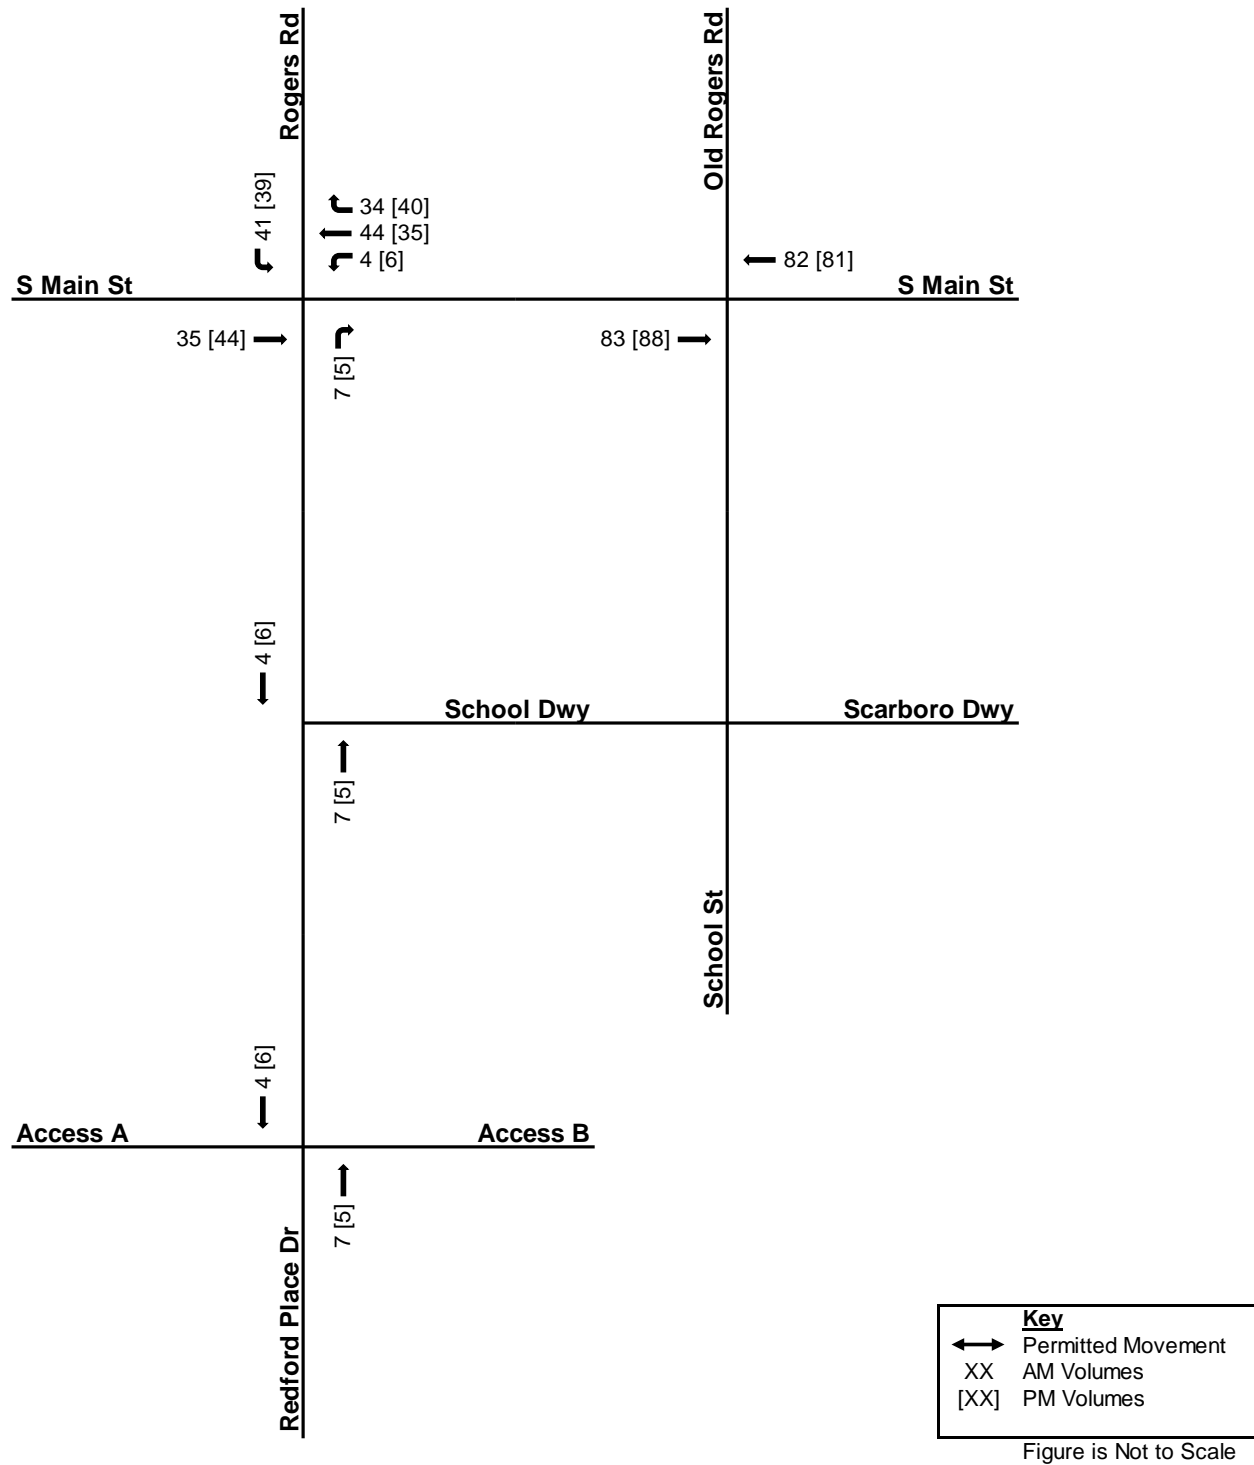 Rogers Rd
Old Rogers Rd
41 [39]
34 [40]
44 [35]
4 [6]
82 [81]
S Main St
S Main St
35 [44]
7 [5]
83 [88]
4 [6]
School Dwy
Scarboro Dwy
7 [5]
School St
4 [6]
Access A
Access B
7 [5]
Redford Place Dr
Key
Permitted Movement
XX AM Volumes
[XX] PM Volumes
Figure is Not to Scale